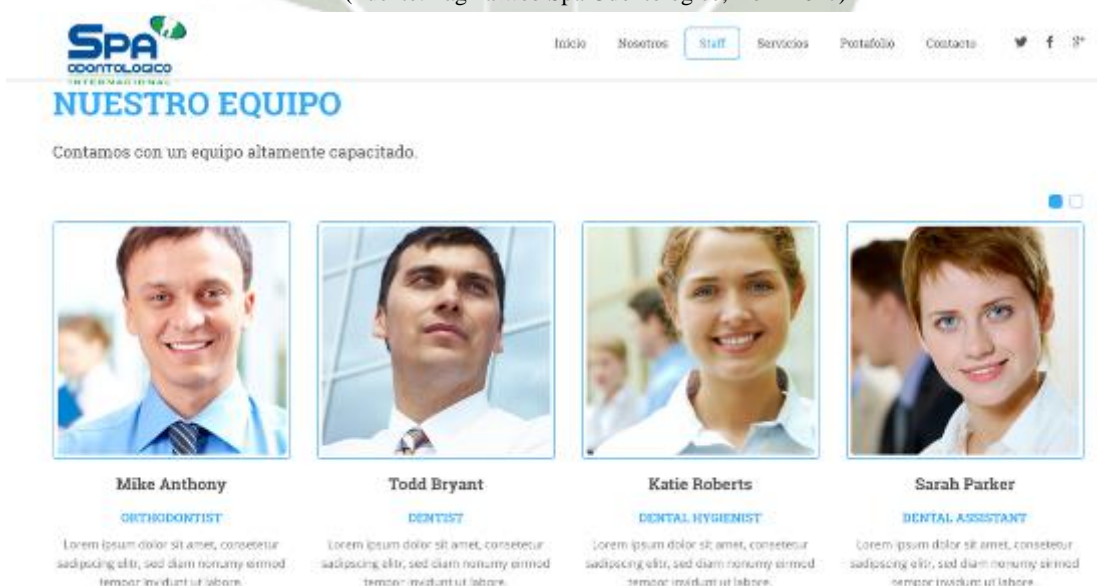 SPA
ODONTOLOGICO
INTERNACIONAL
Inicio Nosotros Staff Servicios Portafolio Contacto
NUESTRO EQUIPO
Contamos con un equipo altamente capacitado.
Mike Anthony
ORTHODONTIST
Lorem ipsum dolor sit amet, consetetur
sadipscing elitr, sed diam nonumy eirmod
tempor invidunt ut labore.
Todd Bryant
DENTIST
Lorem ipsum dolor sit amet, consetetur
sadipscing elitr, sed diam nonumy eirmod
tempor invidunt ut labore.
Katie Roberts
DENTAL HYGIENIST
Lorem ipsum dolor sit amet, consetetur
sadipscing elitr, sed diam nonumy eirmod
tempor invidunt ut labore.
Sarah Parker
DENTAL ASSISTANT
Lorem ipsum dolor sit amet, consetetur
sadipscing elitr, sed diam nonumy eirmod
tempor invidunt ut labore.